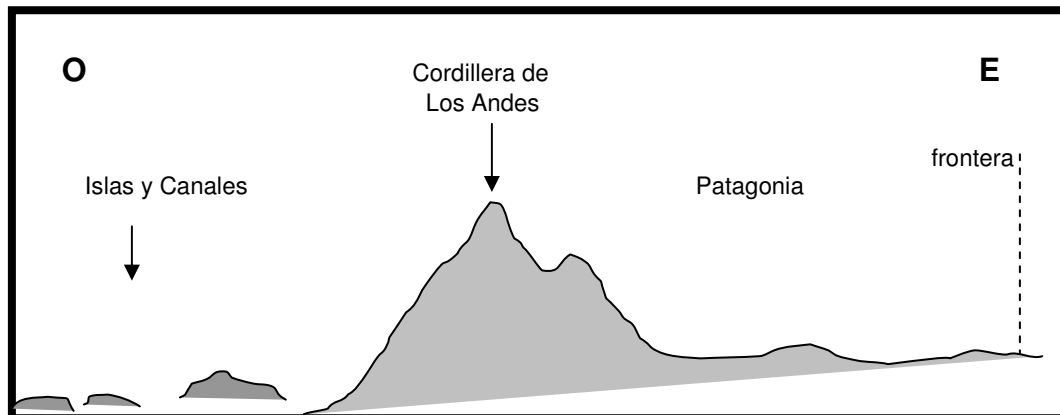 O
E
Cordillera de
Los Andes
frontera
Islas y Canales
Patagonia